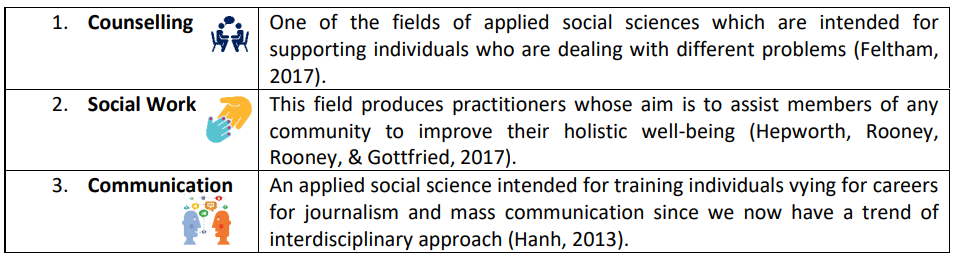 1. Counselling
One of the fields of applied social sciences which are intended for
supporting individuals who are dealing with different problems (Feltham,
2017).
2. Social Work
This field produces practitioners whose aim is to assist members of any
community to improve their holistic well-being (Hepworth, Rooney,
Rooney, & Gottfried, 2017).
3. Communication
An applied social science intended for training individuals vying for careers
for journalism and mass communication since we now have a trend of
interdisciplinary approach (Hanh, 2013).